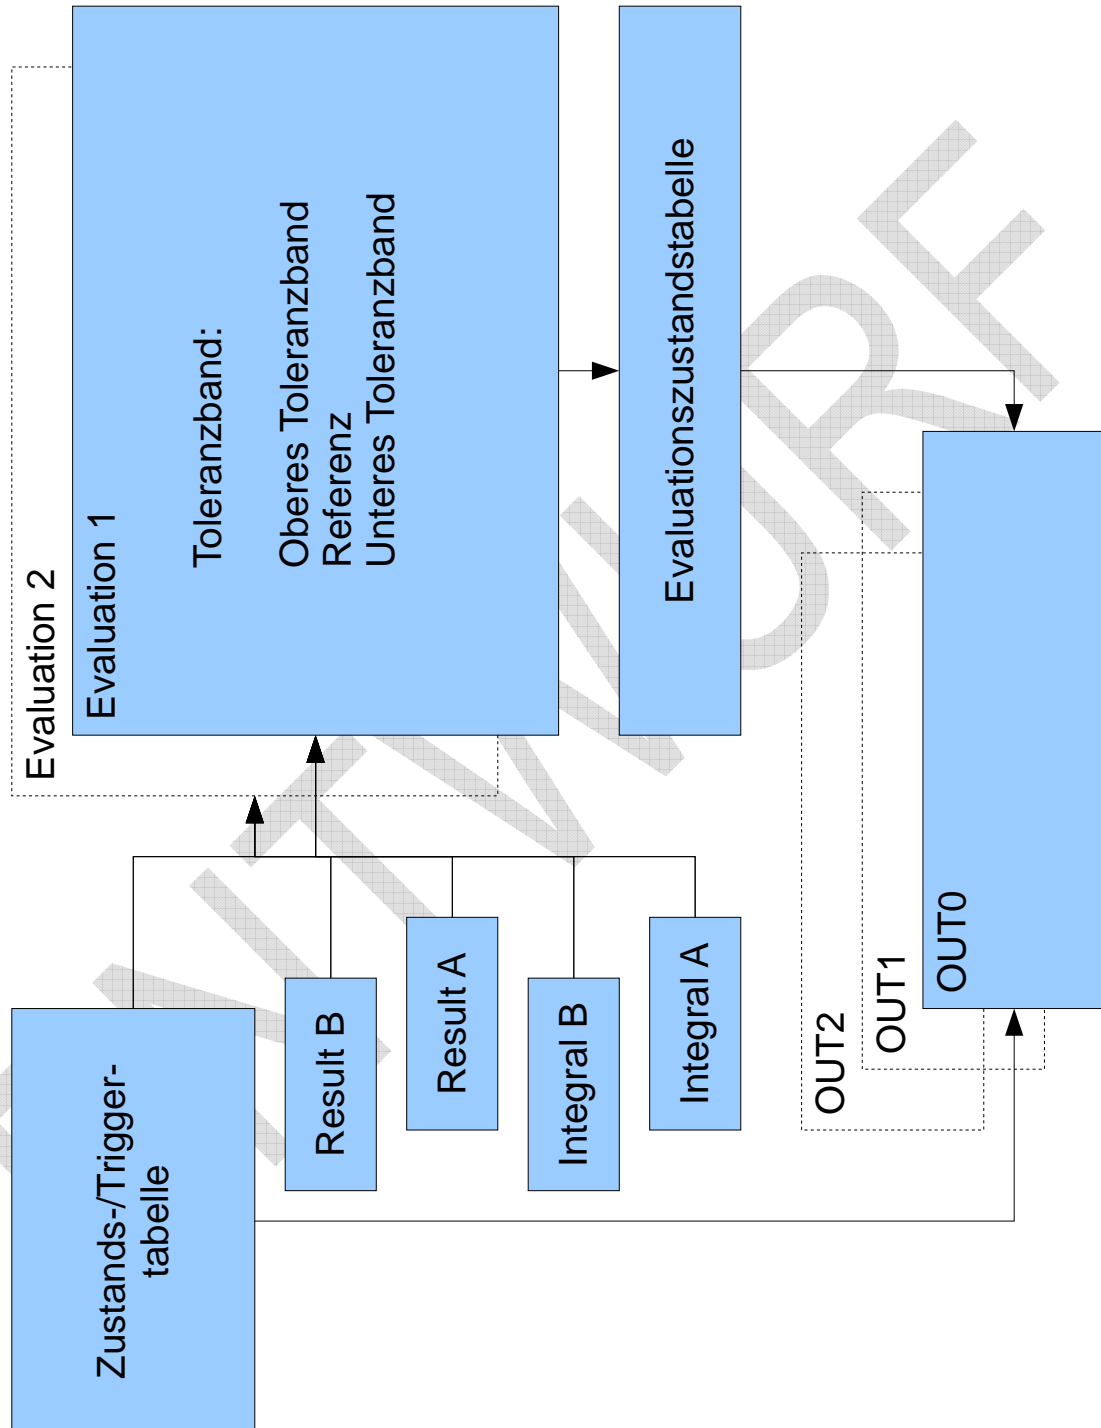 Evaluation 2
Evaluation 1
Toleranzband:
Oberes Toleranzband
Referenz
Unteres Toleranzband
Zustands-/Trigger-
tabelle
Result B
Result A
Integral B
Integral A
Evaluationszustandstabelle
OUT2
OUT1
OUT0
NTWURF